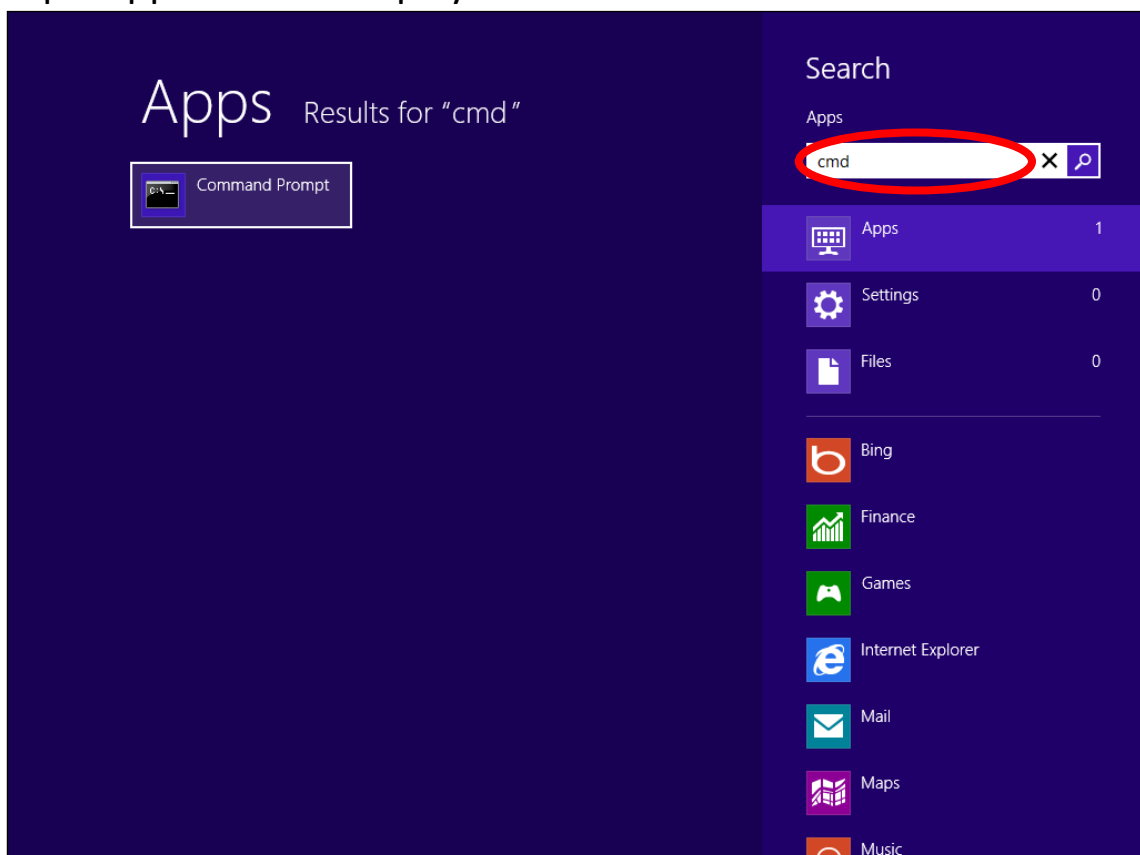 Apps Results for “cmd”
Command Prompt
C:\_
Search
Apps
cmd
Apps 1
Settings 0
Files 0
Bing
Finance
Games
Internet Explorer
Mail
Maps
Music